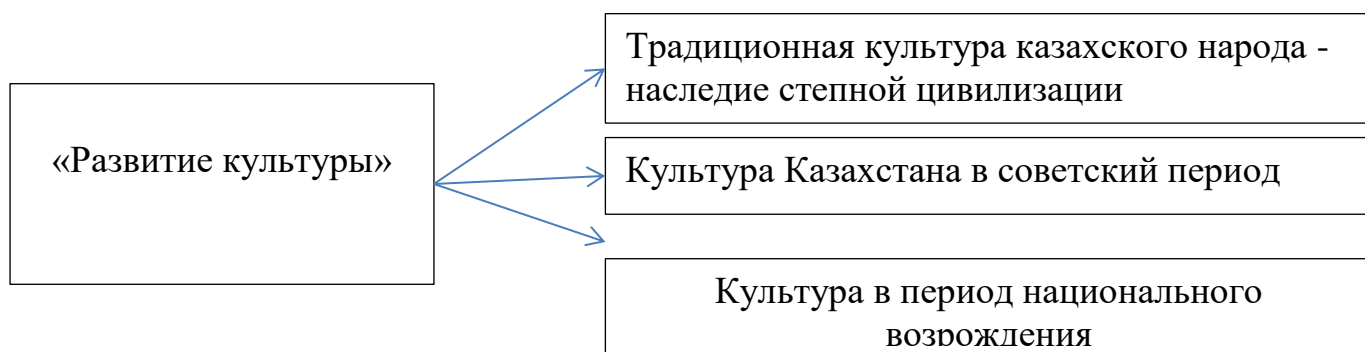 «Развитие культуры»
Традиционная культура казахского народа -
наследие степной цивилизации
Культура Казахстана в советский период
Культура в период национального
возрождения